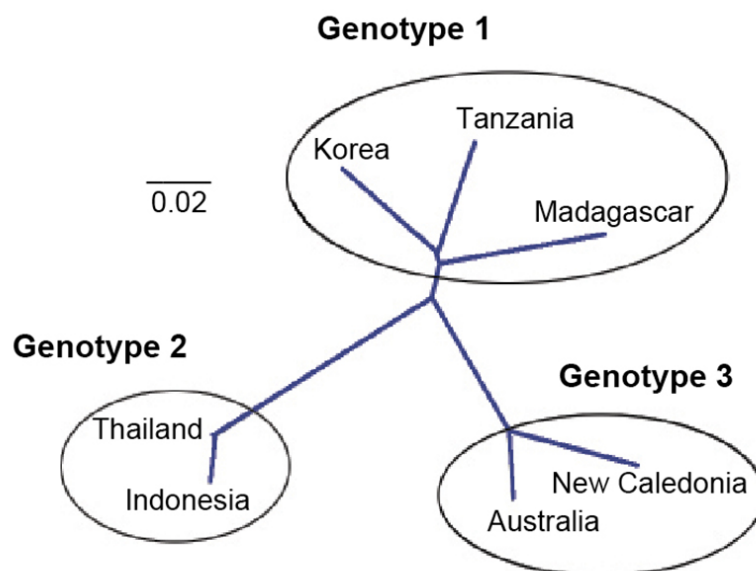 Genotype 1
Tanzania
Korea
0.02
Madagascar
Genotype 2
Genotype 3
Thailand
Indonesia
New Caledonia
Australia